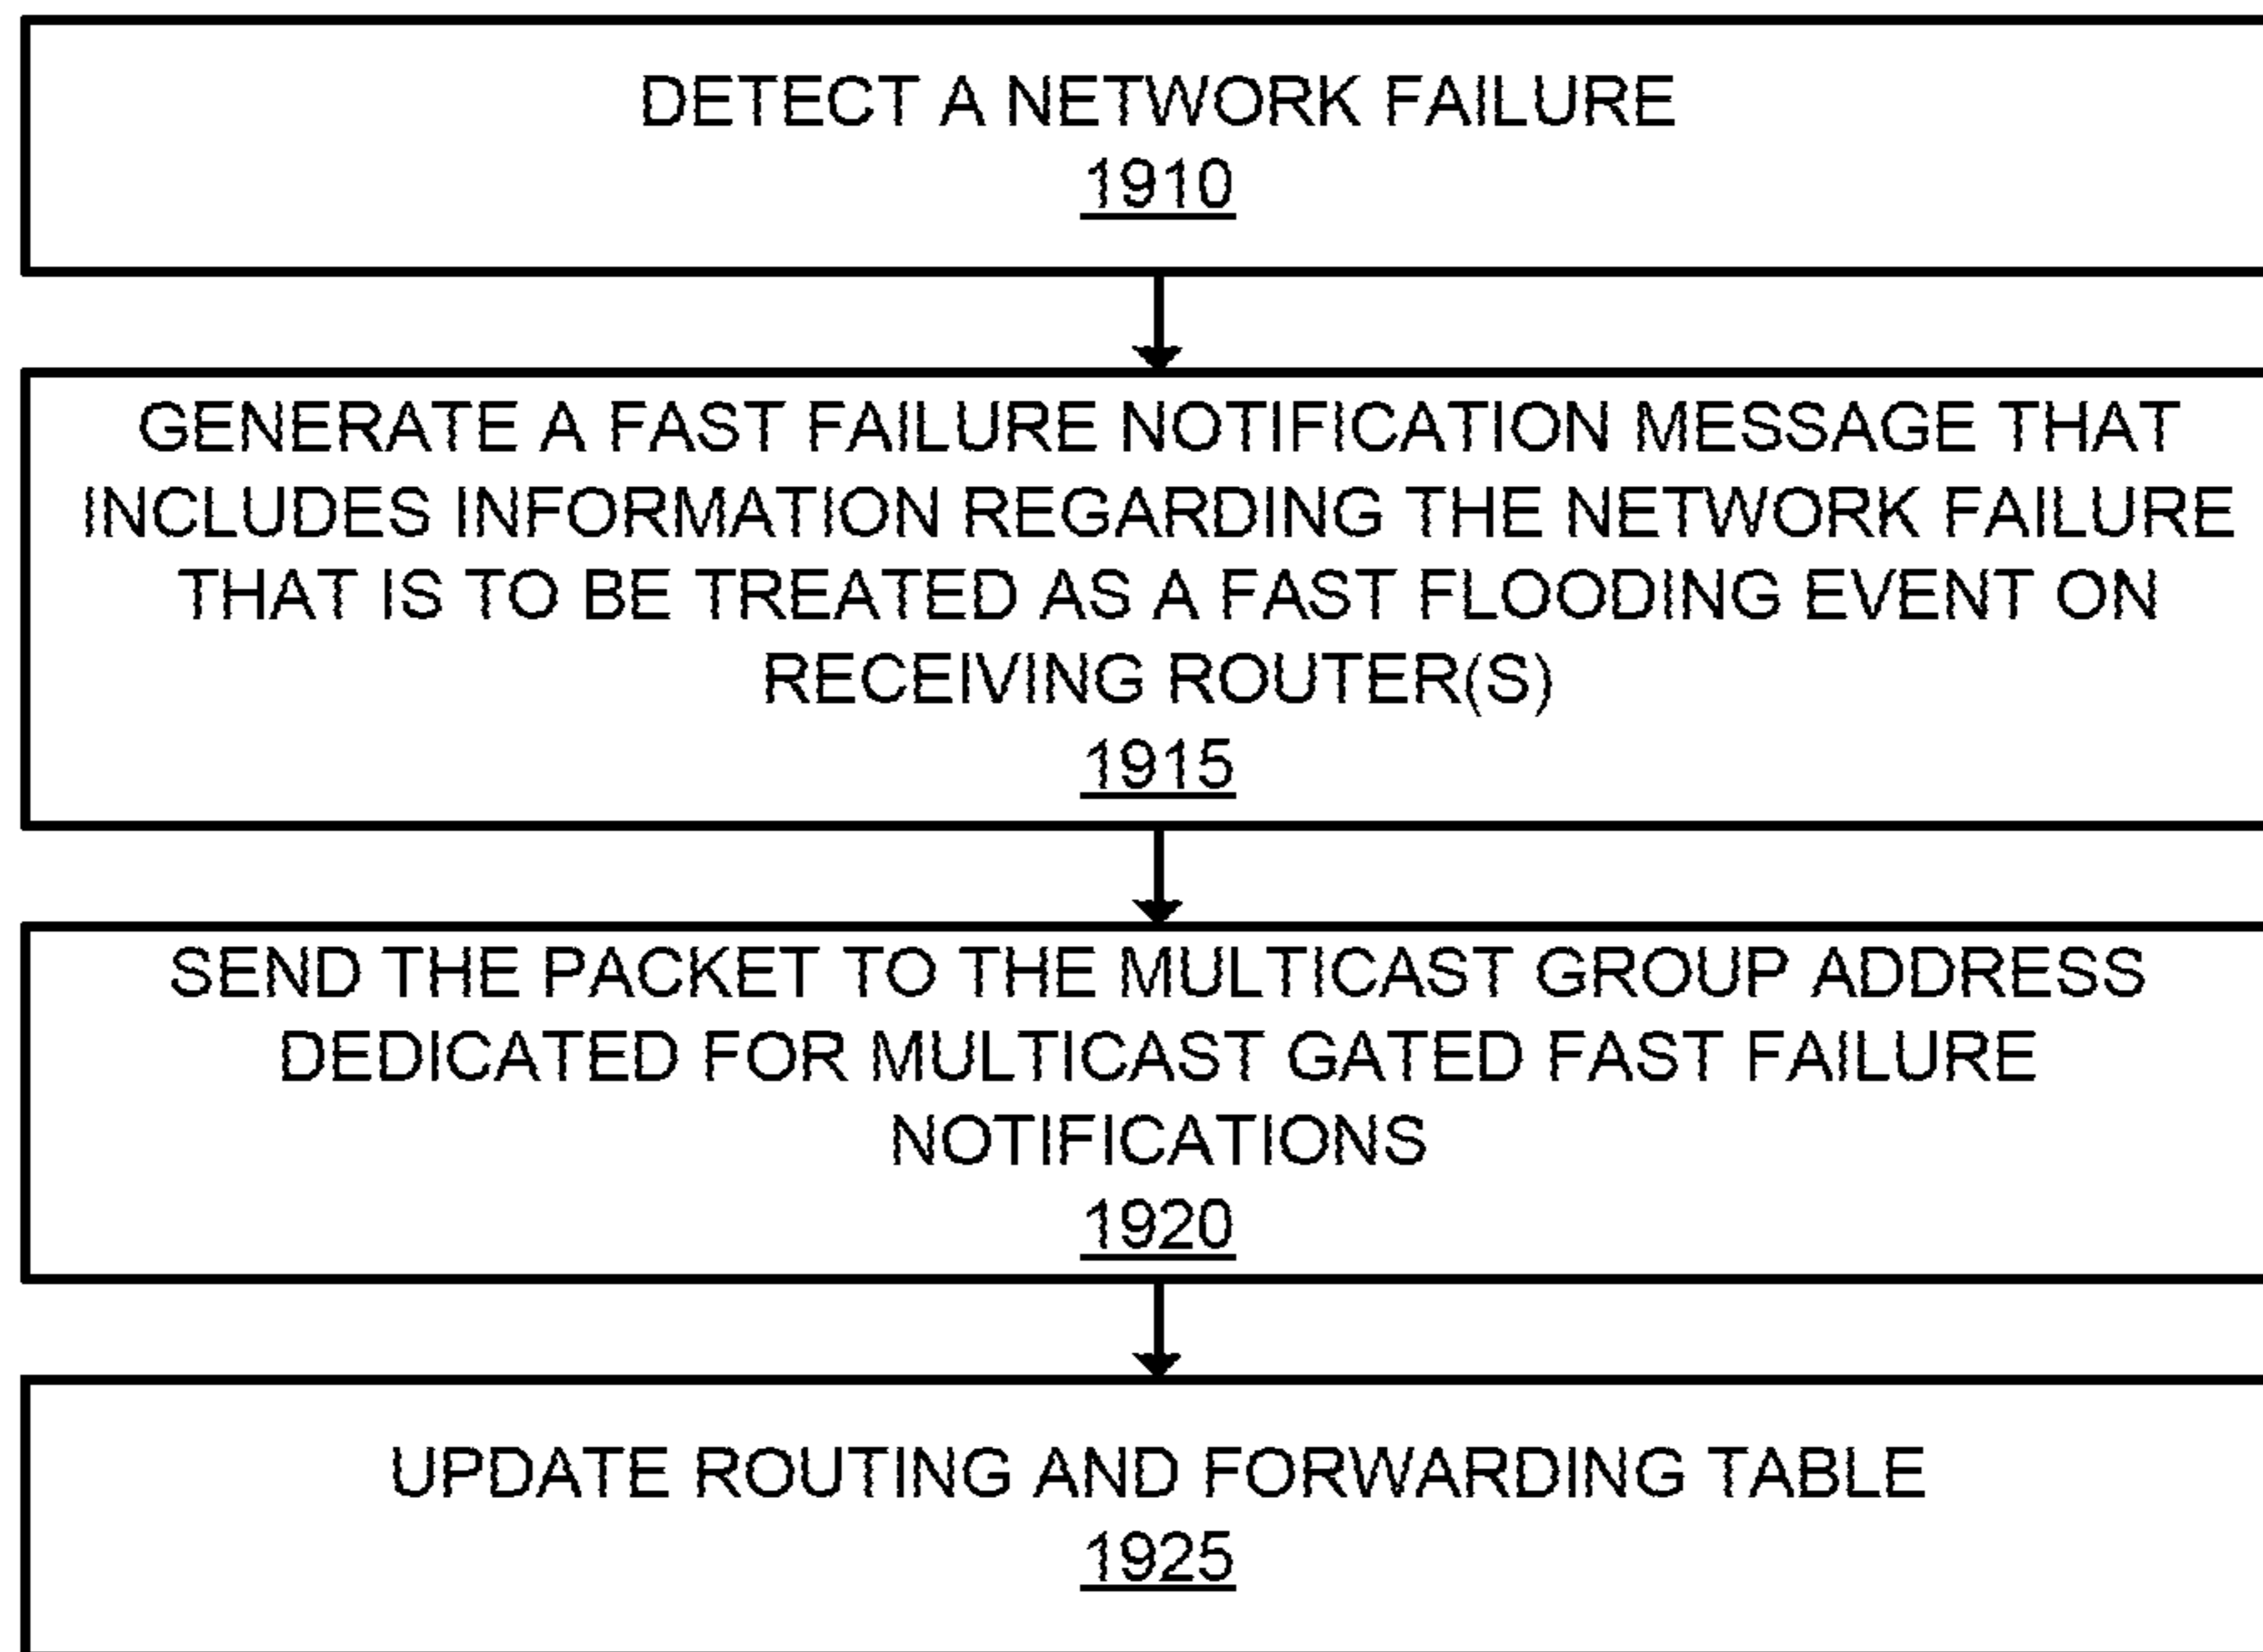 DETECT A NETWORK FAILURE
1910
GENERATE A FAST FAILURE NOTIFICATION MESSAGE THAT
INCLUDES INFORMATION REGARDING THE NETWORK FAILURE
THAT IS TO BE TREATED AS A FAST FLOODING EVENT ON
RECEIVING ROUTER(S)
1915
SEND THE PACKET TO THE MULTICAST GROUP ADDRESS
DEDICATED FOR MULTICAST GATED FAST FAILURE
NOTIFICATIONS
1920
UPDATE ROUTING AND FORWARDING TABLE
1925